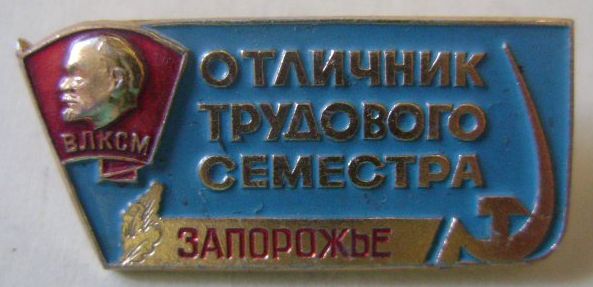 ВЛКСМ
ОТЛИЧНИК
ТРУДОВОГО
СЕМЕСТРА
ЗАПОРОЖЬЕ